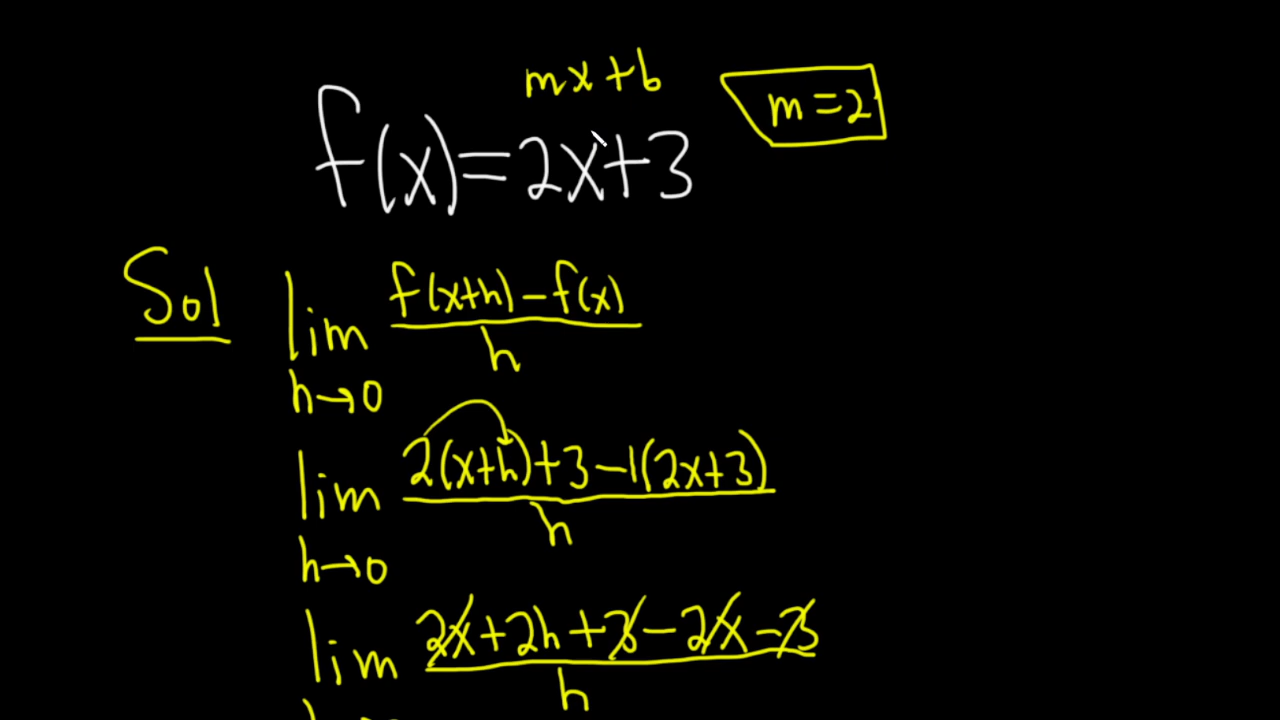 mx+b
m=2
f(x)=2x+3
Sol
lim f(x+h)-f(x)
h
h→0
lim 2(x+h)+3-1(2x+3)
h
h→0
lim 2x+2h+3-2x-3
h